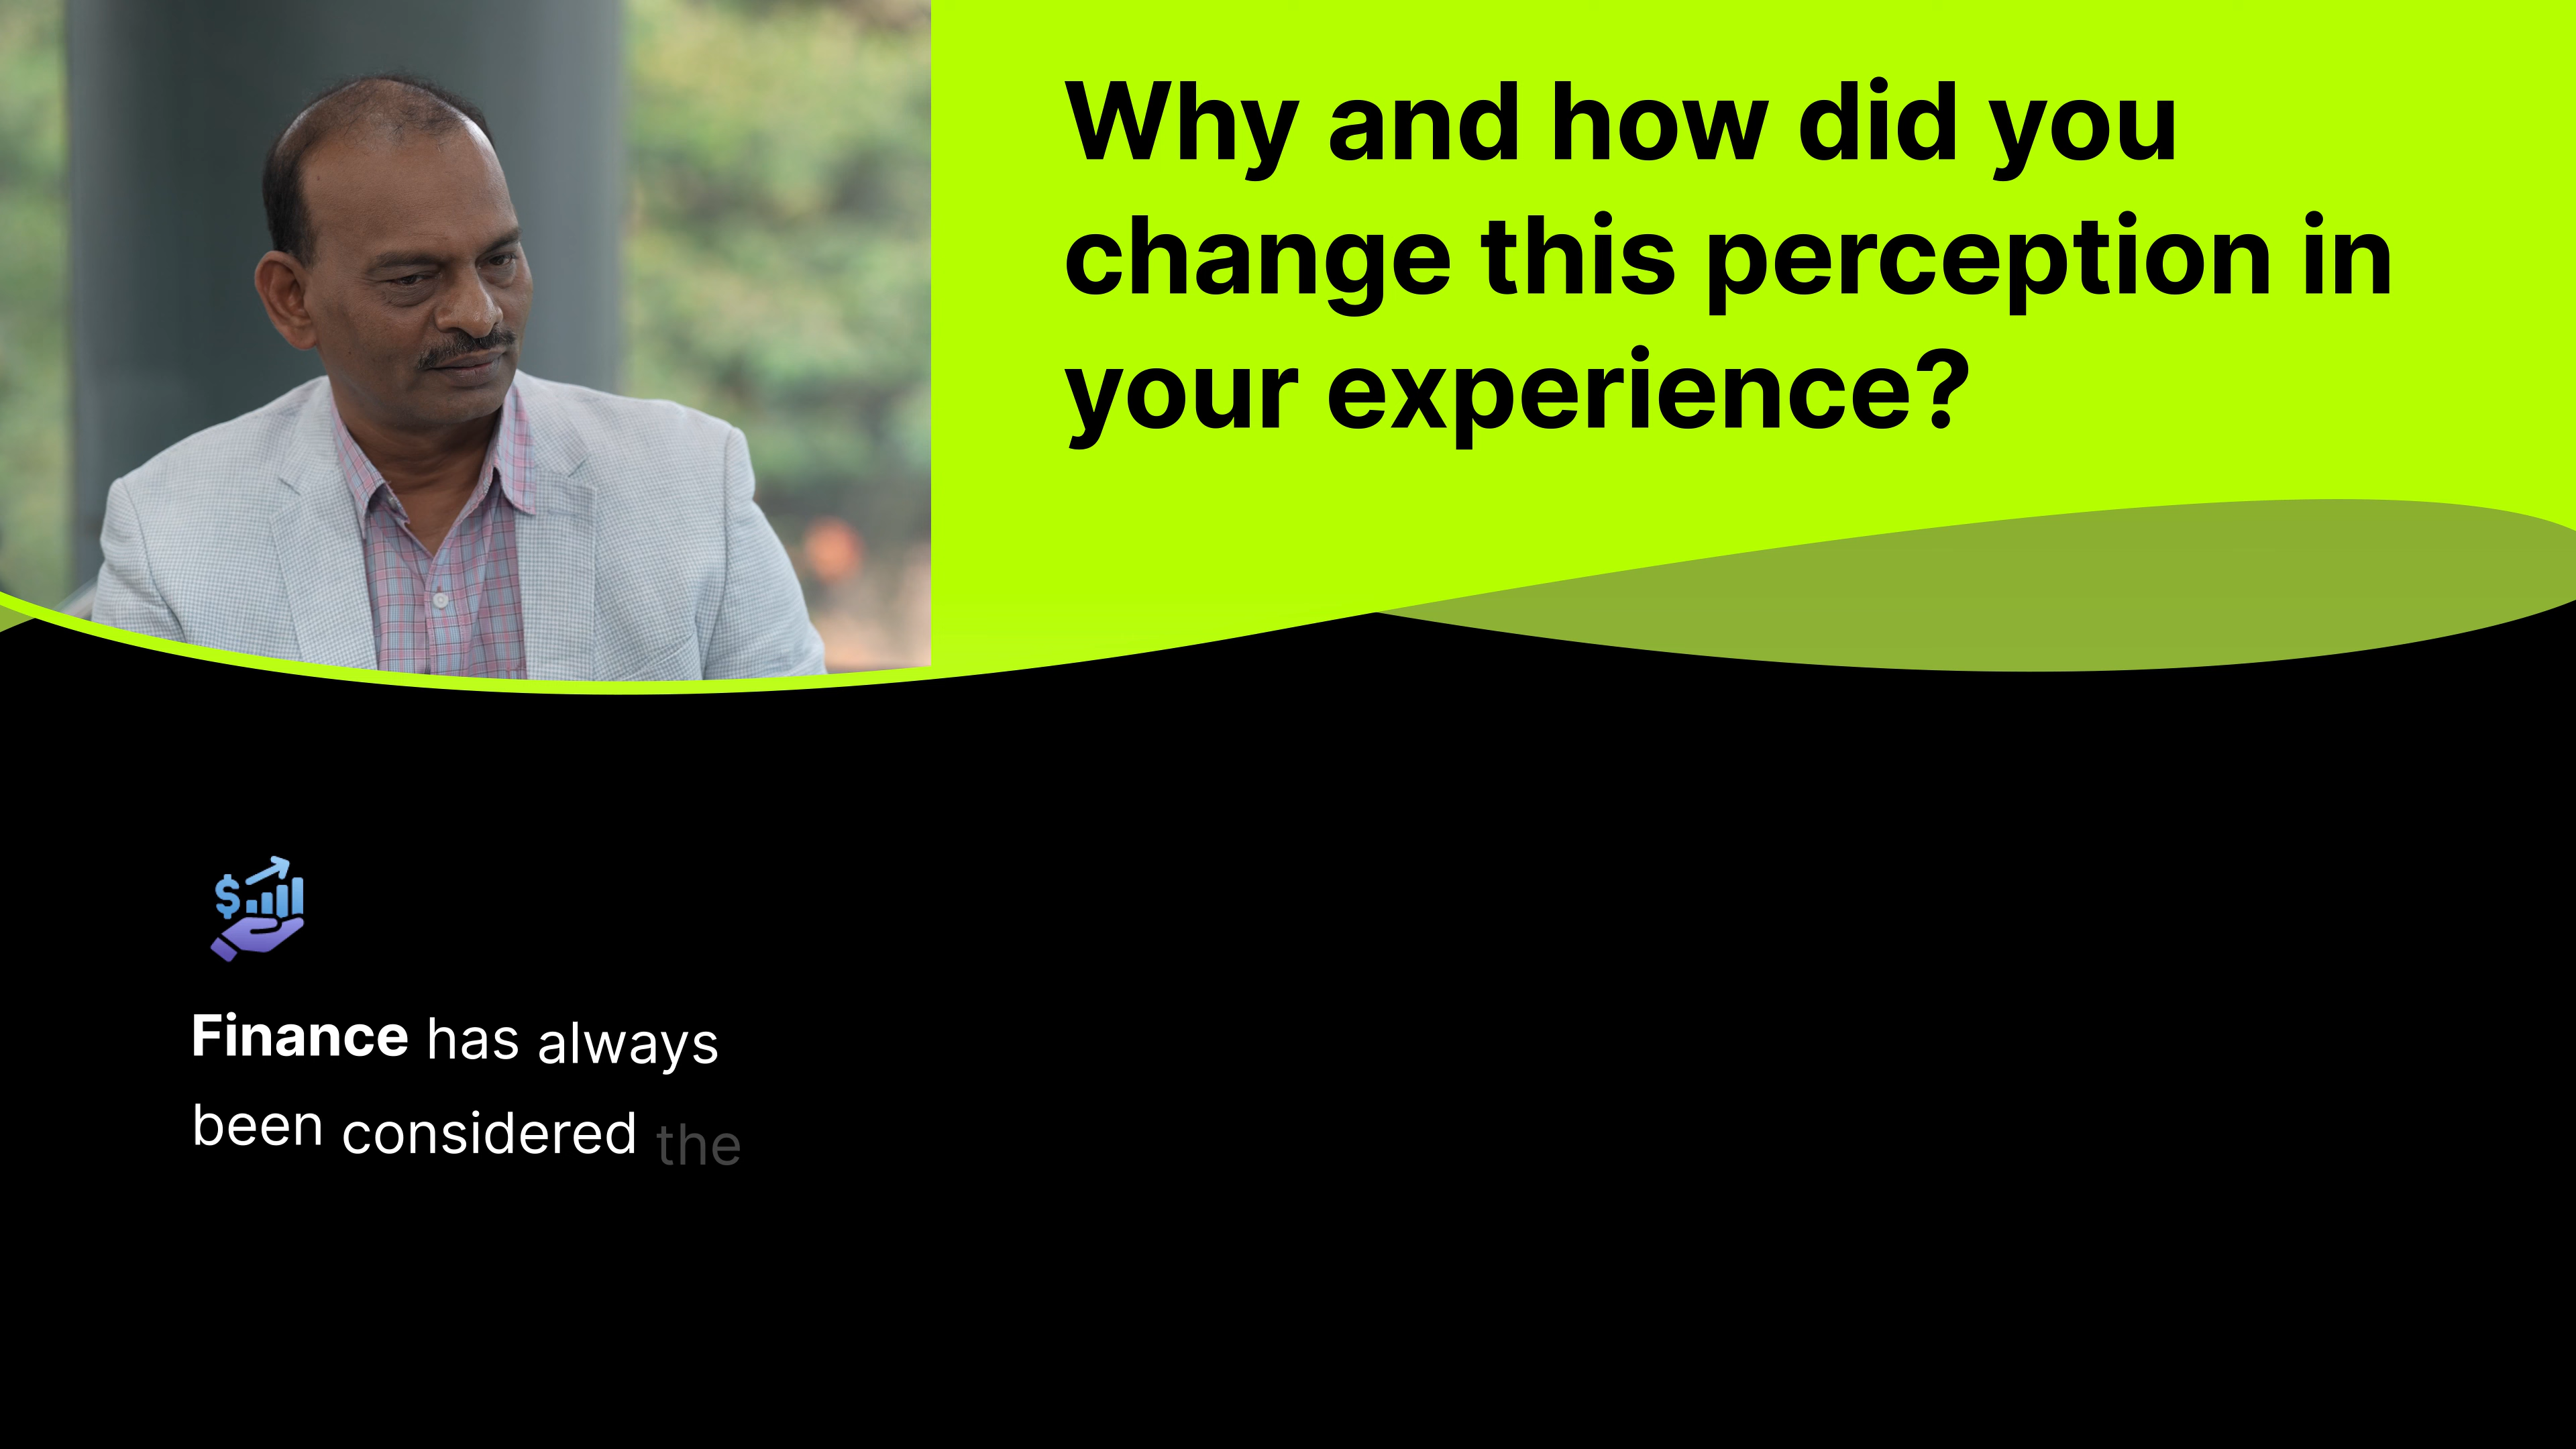 Why and how did you
change this perception in
your experience?
Finance has always
been considered the